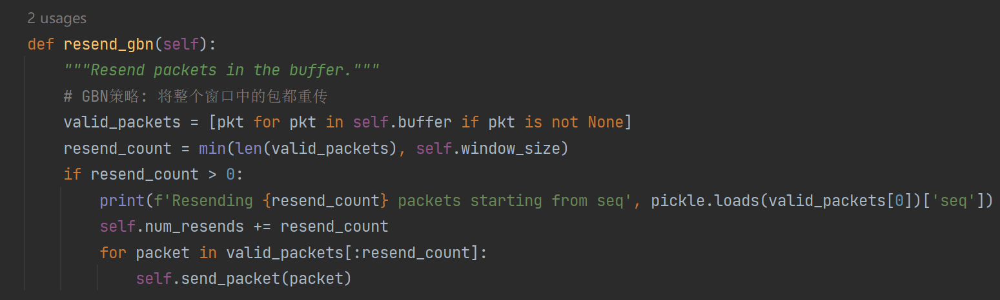 2 usages
def resend_gbn(self):
    """Resend packets in the buffer."""
    # GBN策略: 将整个窗口中的包都重传
    valid_packets = [pkt for pkt in self.buffer if pkt is not None]
    resend_count = min(len(valid_packets), self.window_size)
    if resend_count > 0:
        print(f'Resending {resend_count} packets starting from seq', pickle.loads(valid_packets[0])['seq'])
        self.num_resends += resend_count
        for packet in valid_packets[:resend_count]:
            self.send_packet(packet)